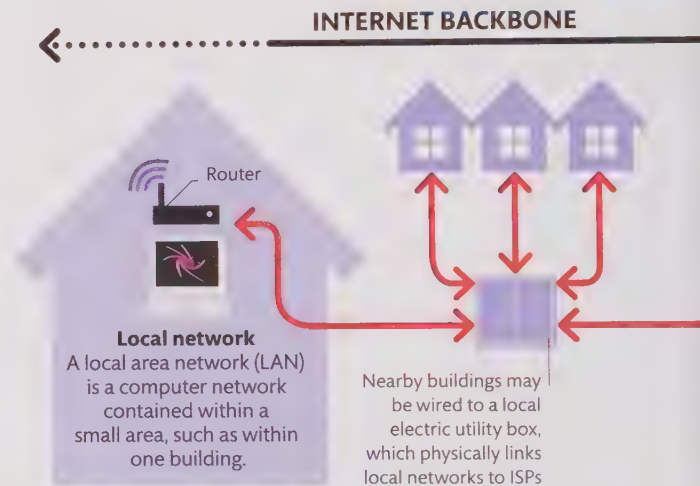 INTERNET BACKBONE
Router
Local network
A local area network (LAN)
is a computer network
contained within a
small area, such as within
one building.
Nearby buildings may
be wired to a local
electric utility box,
which physically links
local networks to ISPs